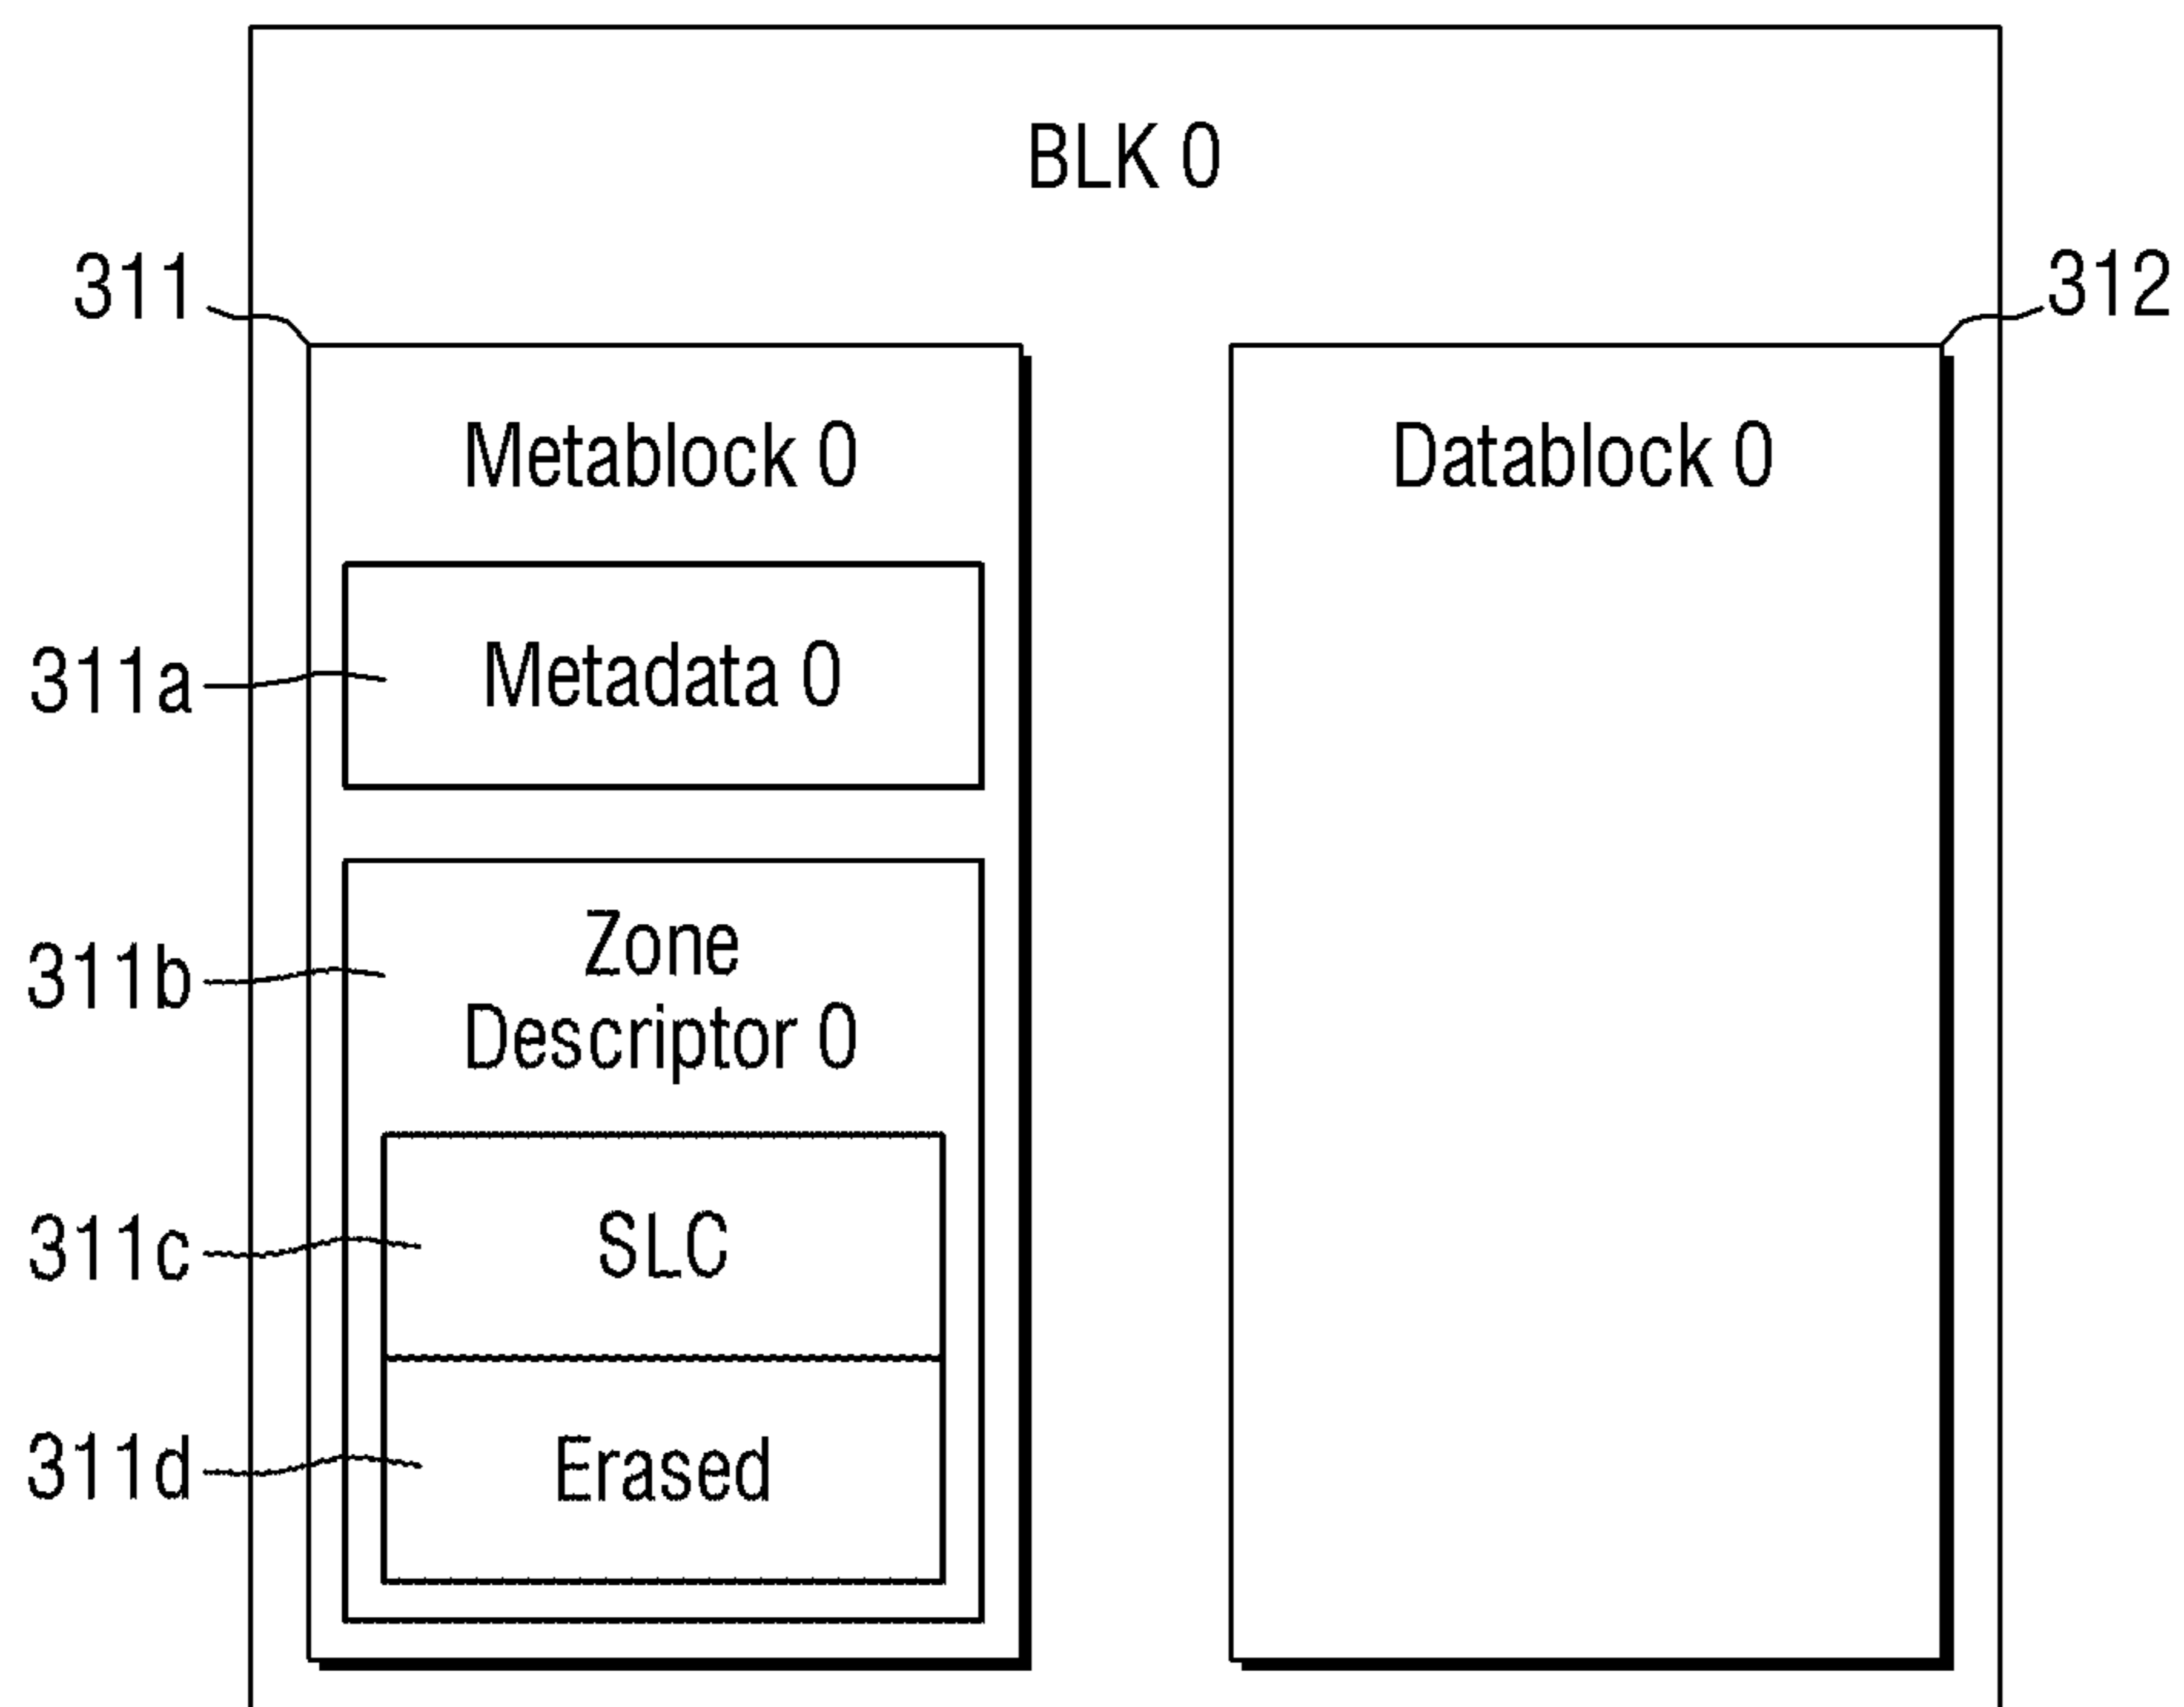 BLK 0
311
312
Metablock 0
Datablock 0
311a
Metadata 0
311b
Zone
Descriptor 0
311c
SLC
311d
Erased